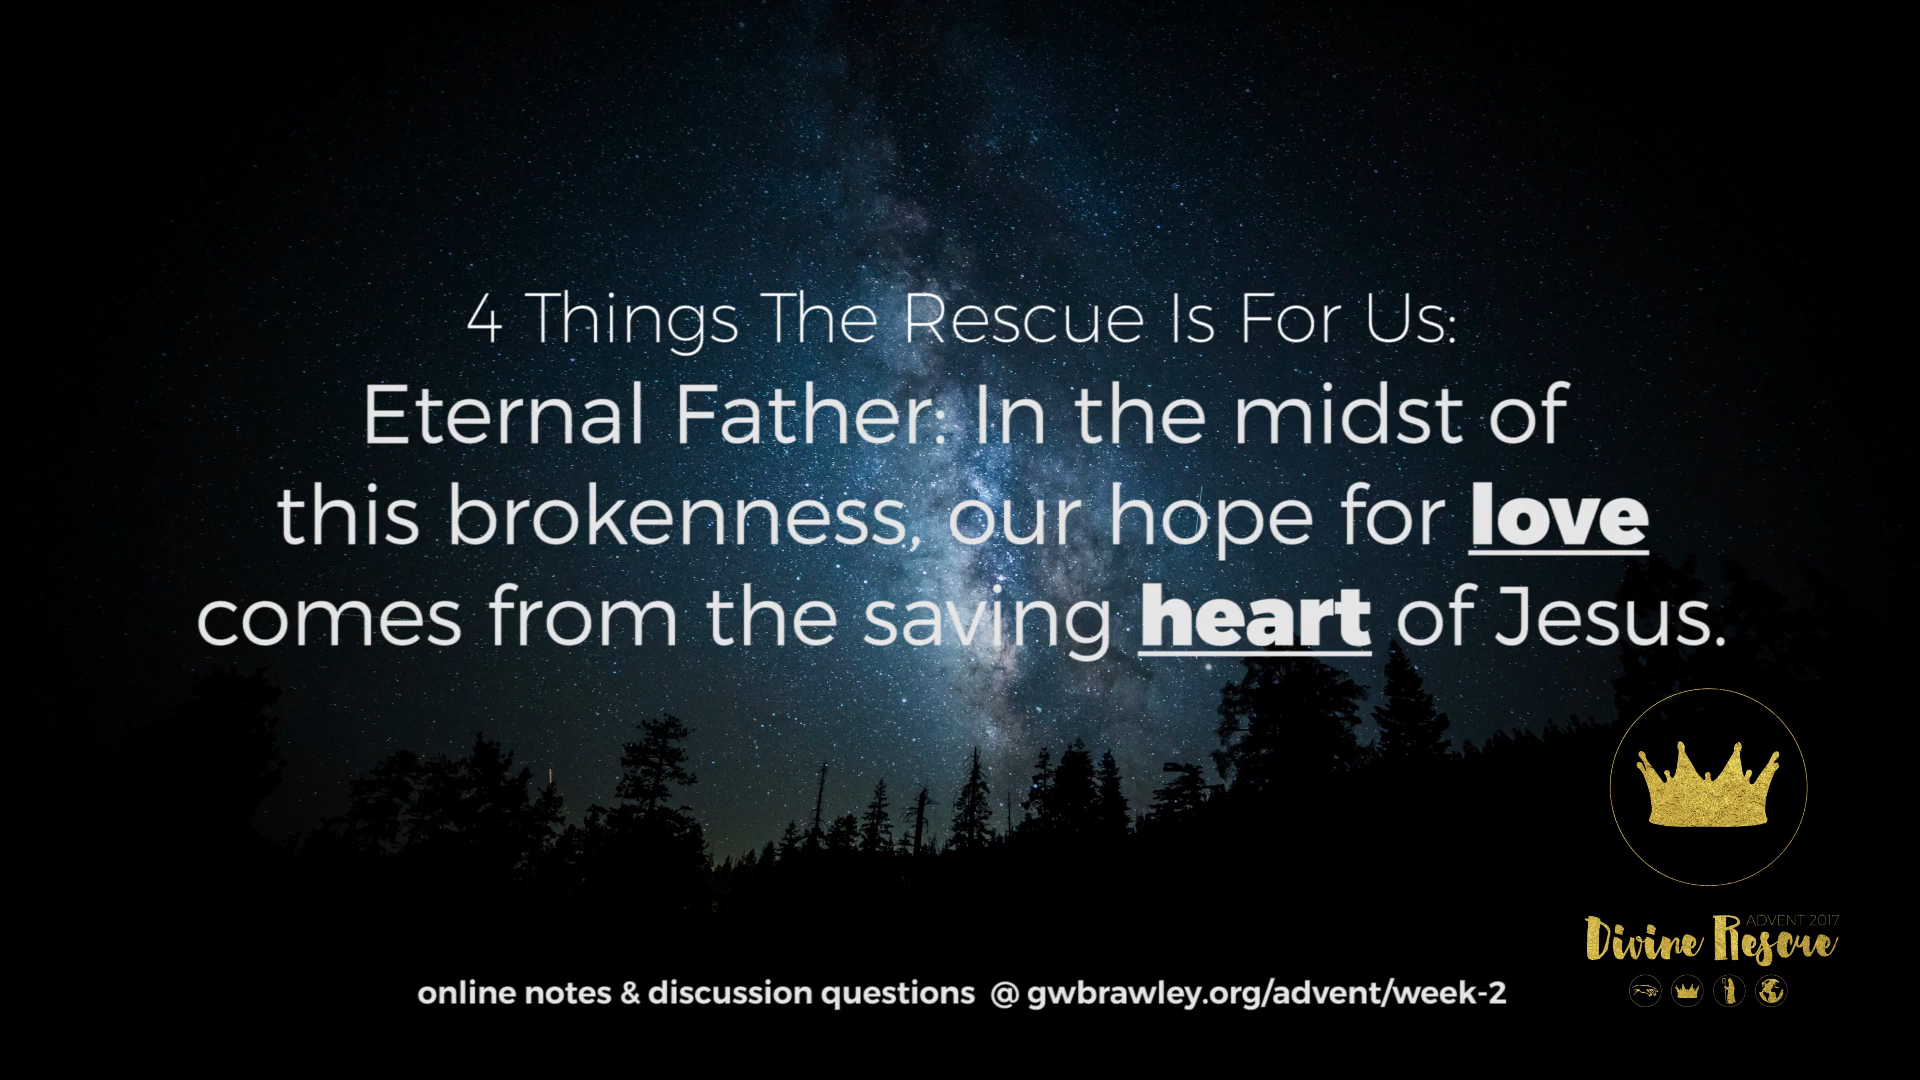 4 Things The Rescue Is For Us:
Eternal Father: In the midst of
this brokenness, our hope for love
comes from the saving heart of Jesus.
ADVENT 2017
Divine Rescue
online notes & discussion questions @ gwbrawley.org/advent/week-2